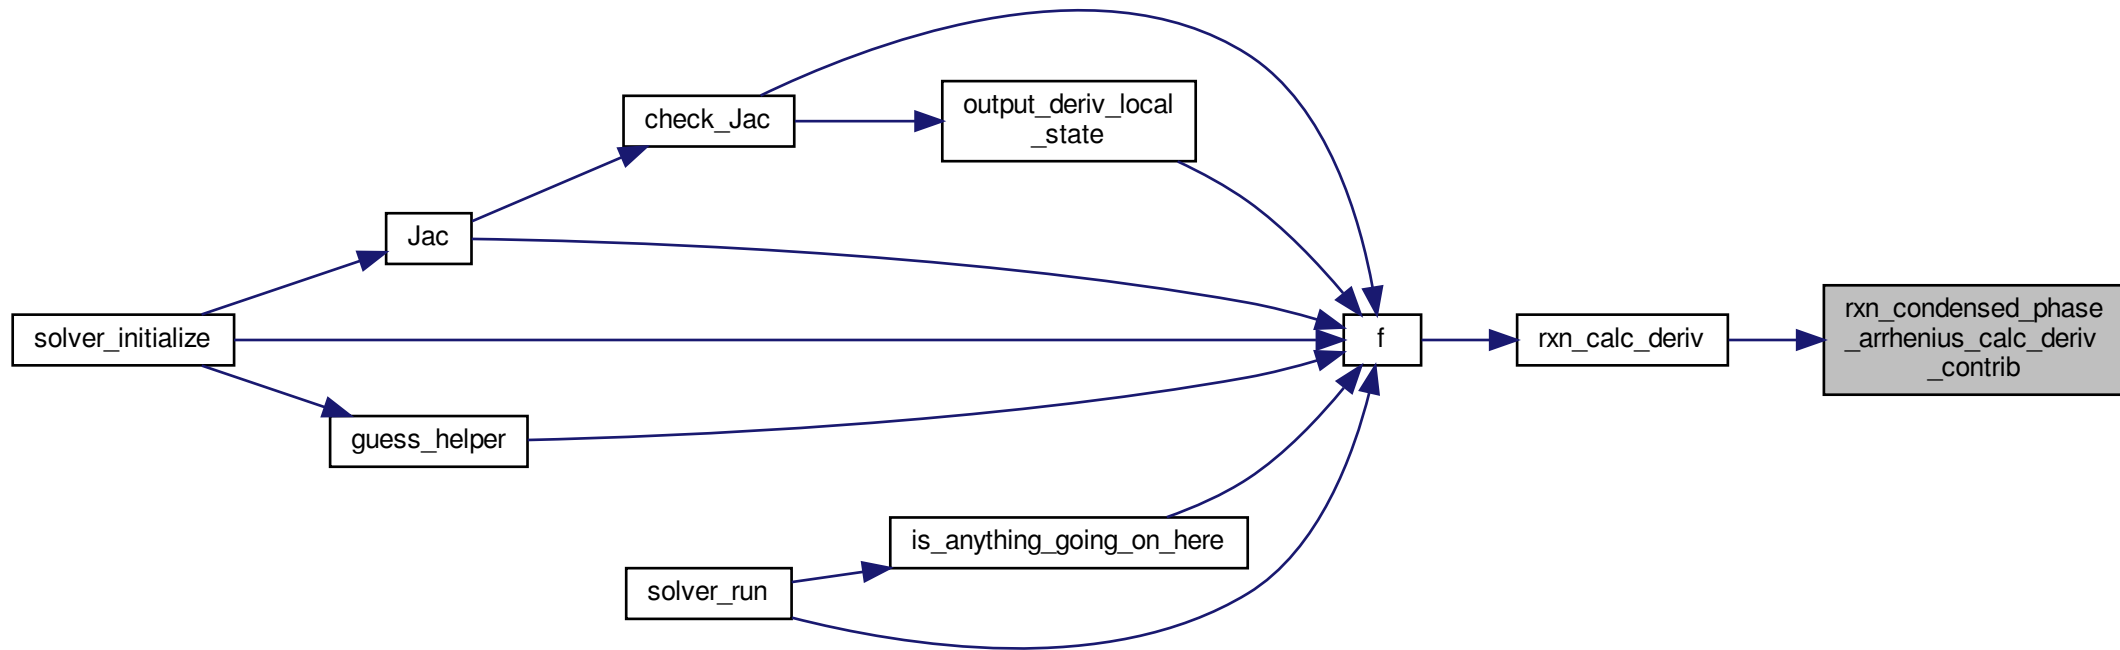 check_Jac
output_deriv_local
_state
Jac
solver_initialize
guess_helper
is_anything_going_on_here
solver_run
f
rxn_calc_deriv
rxn_condensed_phase
_arrhenius_calc_deriv
_contrib